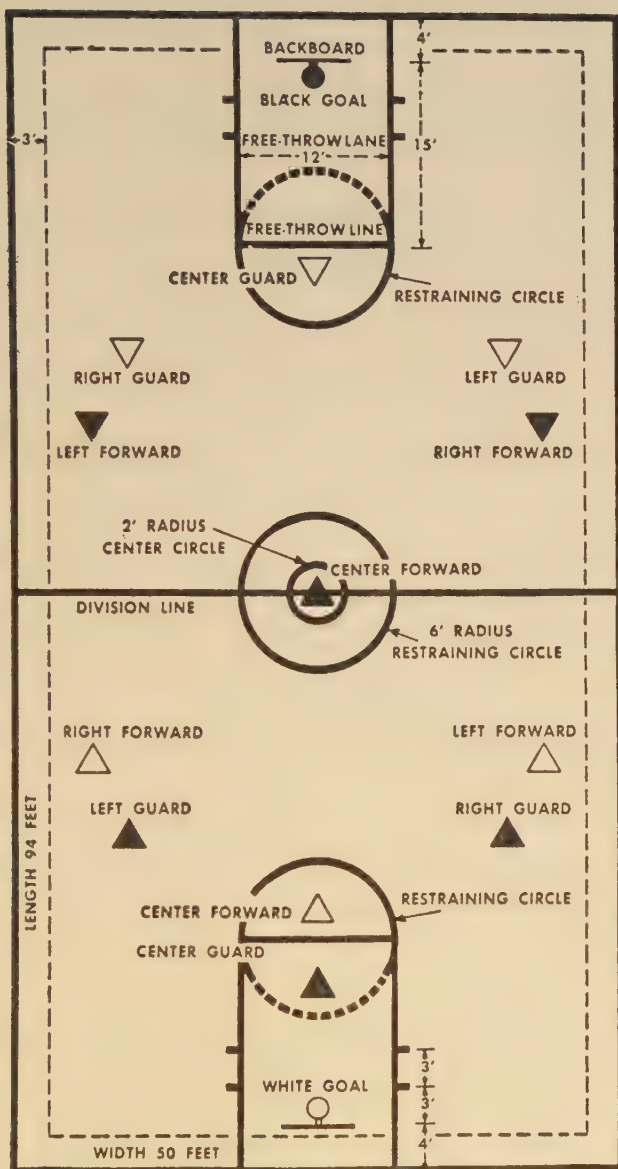 4'
BACKBOARD
BLACK GOAL
3'
FREE-THROW LANE
15'
12'
FREE-THROW LINE
CENTER GUARD
RESTRAINING CIRCLE
RIGHT GUARD
LEFT GUARD
LEFT FORWARD
RIGHT FORWARD
2' RADIUS
CENTER CIRCLE
CENTER FORWARD
DIVISION LINE
6' RADIUS
RESTRAINING CIRCLE
RIGHT FORWARD
LEFT FORWARD
LEFT GUARD
RIGHT GUARD
LENGTH 94 FEET
CENTER FORWARD
RESTRAINING CIRCLE
CENTER GUARD
3'
WHITE GOAL
3'
4'
WIDTH 50 FEET